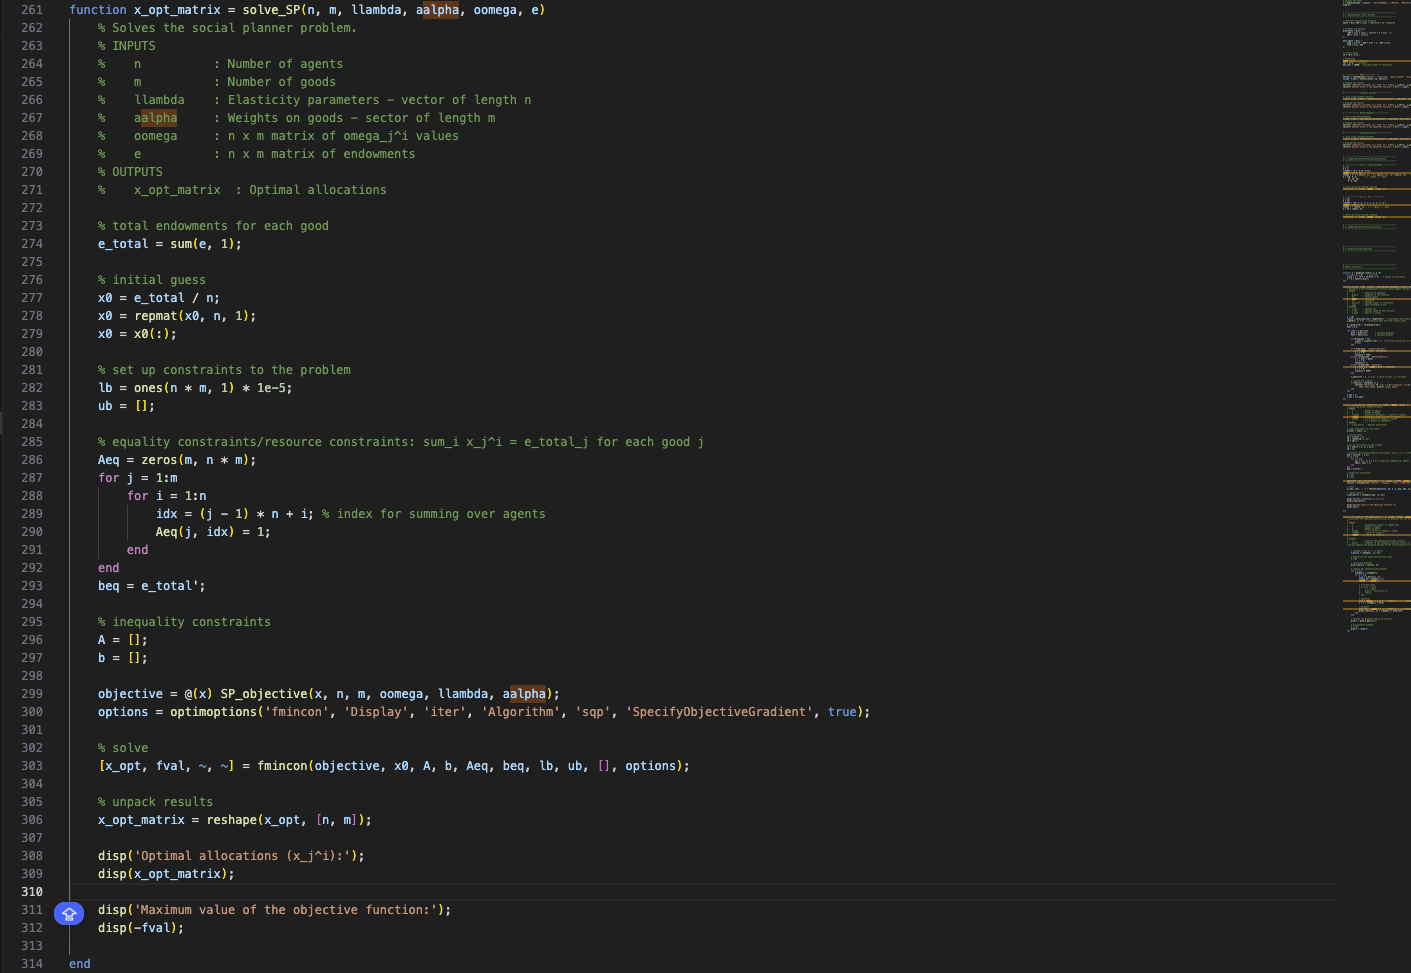 261 function x_opt_matrix = solve_SP(n, m, llambda, aalpha, oomega, e)
262 % Solves the social planner problem.
263 % INPUTS
264 % n : Number of agents
265 % m : Number of goods
266 % llambda : Elasticity parameters – vector of length n
267 % aalpha : Weights on goods – sector of length m
268 % oomega : n x m matrix of omega_j^i values
269 % e : n x m matrix of endowments
270 % OUTPUTS
271 % x_opt_matrix : Optimal allocations
272
273 % total endowments for each good
274 e_total = sum(e, 1);
275
276 % initial guess
277 x0 = e_total / n;
278 x0 = repmat(x0, n, 1);
279 x0 = x0(:);
280
281 % set up constraints to the problem
282 lb = ones(n * m, 1) * 1e-5;
283 ub = [];
284
285 % equality constraints/resource constraints: sum_i x_j^i = e_total_j for each good j
286 Aeq = zeros(m, n * m);
287 for j = 1:m
288 for i = 1:n
289 idx = (j - 1) * n + i; % index for summing over agents
290 Aeq(j, idx) = 1;
291 end
292 end
293 beq = e_total';
294
295 % inequality constraints
296 A = [];
297 b = [];
298
299 objective = @(x) SP_objective(x, n, m, oomega, llambda, aalpha);
300 options = optimoptions('fmincon', 'Display', 'iter', 'Algorithm', 'sqp', 'SpecifyObjectiveGradient', true);
301
302 % solve
303 [x_opt, fval, ~, ~] = fmincon(objective, x0, A, b, Aeq, beq, lb, ub, [], options);
304
305 % unpack results
306 x_opt_matrix = reshape(x_opt, [n, m]);
307
308 disp('Optimal allocations (x_j^i):');
309 disp(x_opt_matrix);
310
311 disp('Maximum value of the objective function:');
312 disp(-fval);
313
314 end